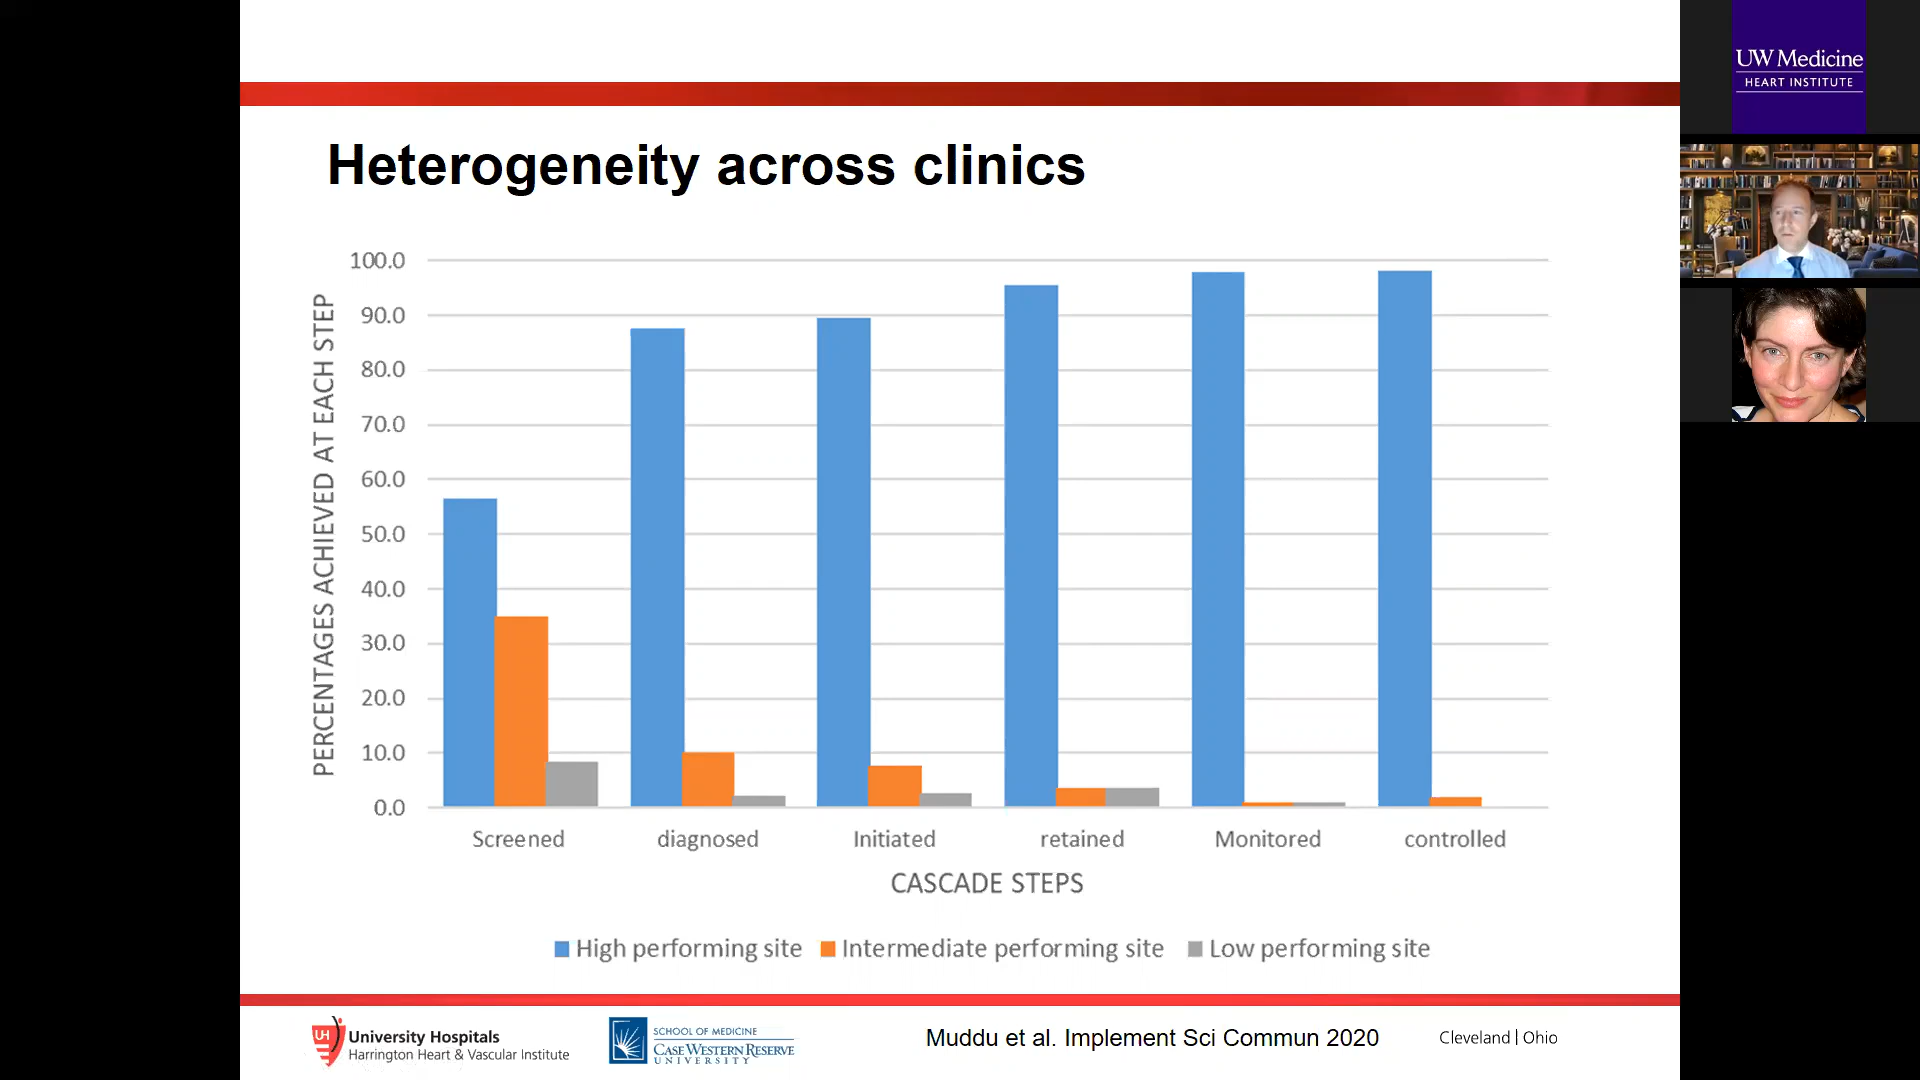 UW Medicine
HEART INSTITUTE
Heterogeneity across clinics
PERCENTAGES ACHIEVED AT EACH STEP
100.0
90.0
80.0
70.0
60.0
50.0
40.0
30.0
20.0
10.0
0.0
Screened diagnosed Initiated retained Monitored controlled
CASCADE STEPS
High performing site Intermediate performing site Low performing site
UH
University Hospitals
Harrington Heart & Vascular Institute
SCHOOL OF MEDICINE
CASE WESTERN RESERVE
UNIVERSITY
Muddu et al. Implement Sci Commun 2020
Cleveland | Ohio